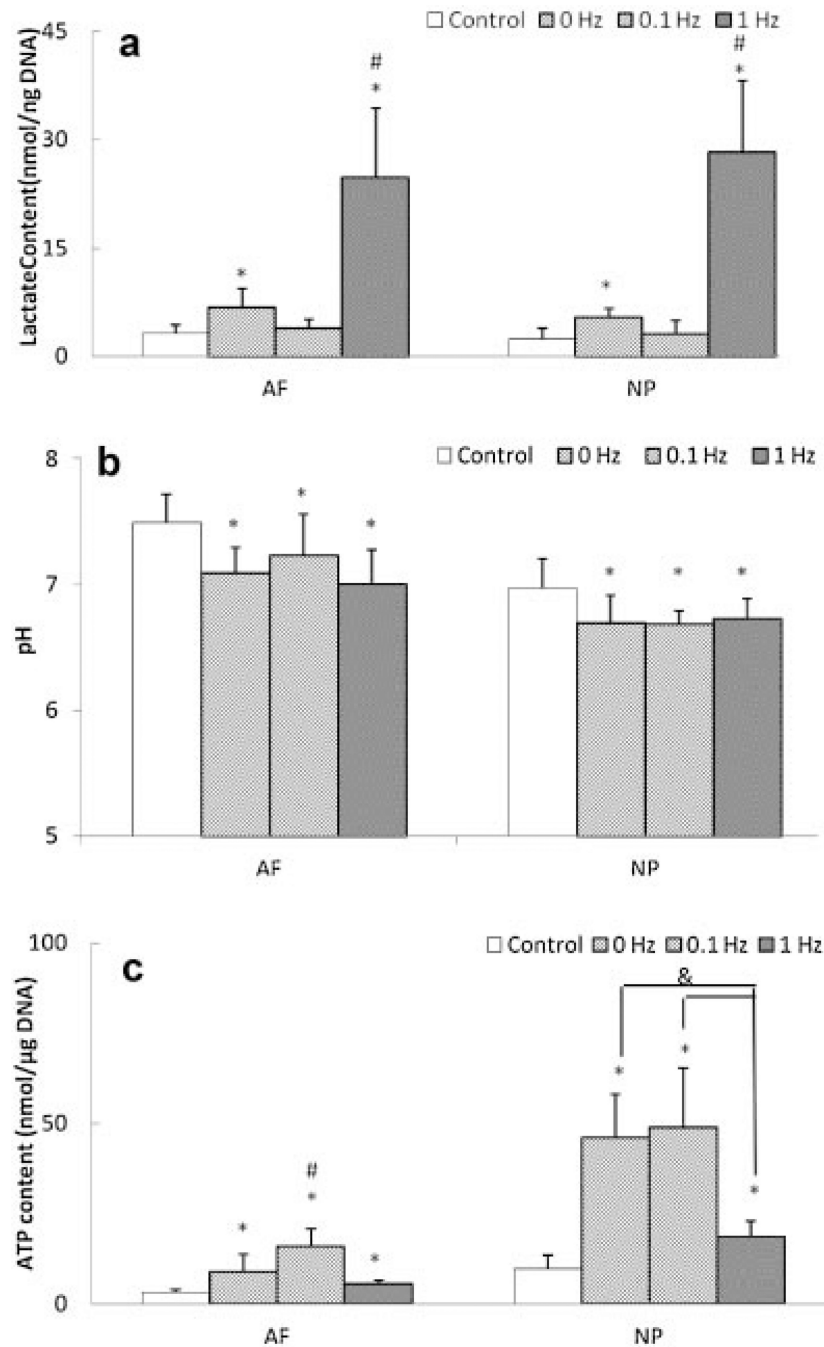 a
Control 0 Hz 0.1 Hz 1 Hz
LactateContent(nmol/ng DNA)
45
30
15
0
* # * * # *
AF NP
b
Control 0 Hz 0.1 Hz 1 Hz
pH
8
7
6
5
* * * * * *
AF NP
c
Control 0 Hz 0.1 Hz 1 Hz
ATP content (nmol/µg DNA)
100
50
0
&
* # * * * * *
AF NP